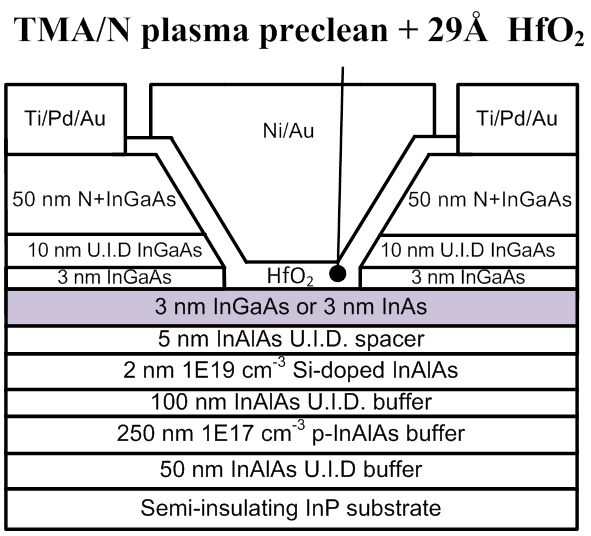 TMA/N plasma preclean + 29Å HfO₂
Ti/Pd/Au
Ni/Au
Ti/Pd/Au
50 nm N+InGaAs
50 nm N+InGaAs
10 nm U.I.D InGaAs
10 nm U.I.D InGaAs
3 nm InGaAs
HfO₂
3 nm InGaAs
3 nm InGaAs or 3 nm InAs
5 nm InAlAs U.I.D. spacer
2 nm 1E19 cm⁻³ Si-doped InAlAs
100 nm InAlAs U.I.D. buffer
250 nm 1E17 cm⁻³ p-InAlAs buffer
50 nm InAlAs U.I.D buffer
Semi-insulating InP substrate